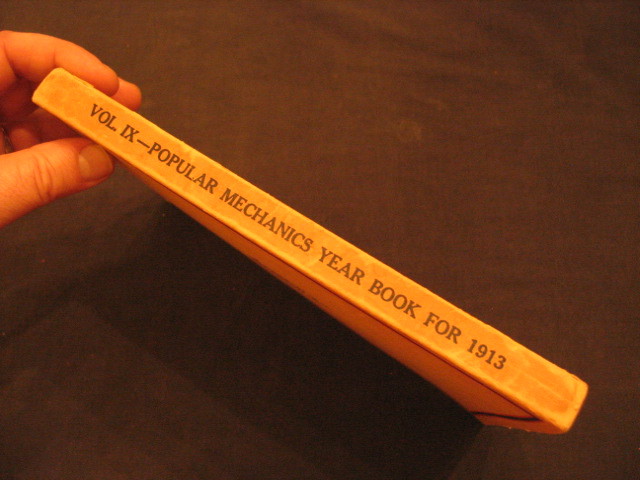 VOL. IX—POPULAR MECHANICS YEAR BOOK FOR 1913